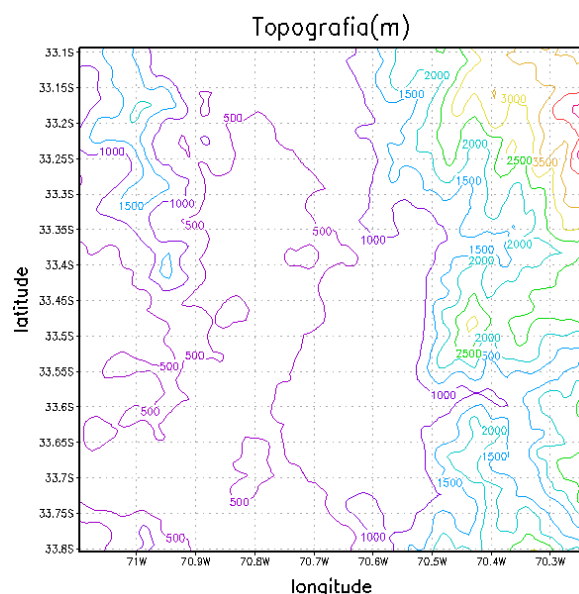 Topografia(m)
33.1S
33.15S
33.2S
33.25S
33.3S
33.35S
33.4S
33.46S
33.5S
33.55S
33.6S
33.65S
33.7S
33.75S
33.8S
latitude
2000
1500
3000
500
1000
2000
2500
3500
1500
1500
1000
500
500
1000
2000
1500
2000
500
2500
500
500
1000
500
2000
1500
1500
500
500
1000
71W
70.9W
70.8W
70.7W
70.6W
70.5W
70.4W
70.3W
longitude